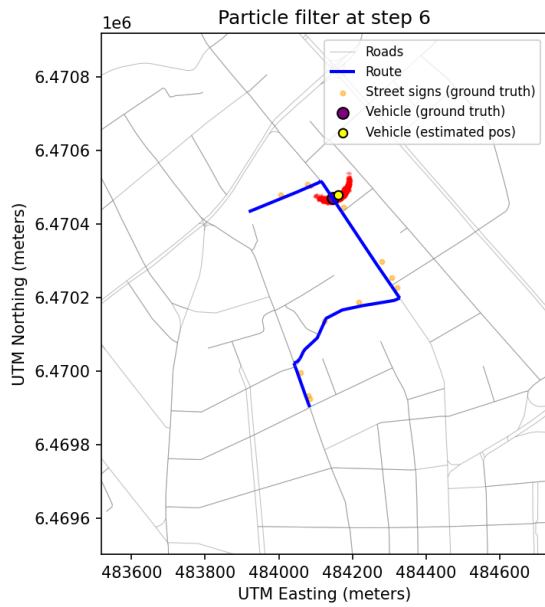 Particle filter at step 6
1e6
Roads
Route
Street signs (ground truth)
Vehicle (ground truth)
Vehicle (estimated pos)
6.4708
6.4706
6.4704
6.4702
6.4700
6.4698
6.4696
UTM Northing (meters)
483600 483800 484000 484200 484400 484600
UTM Easting (meters)